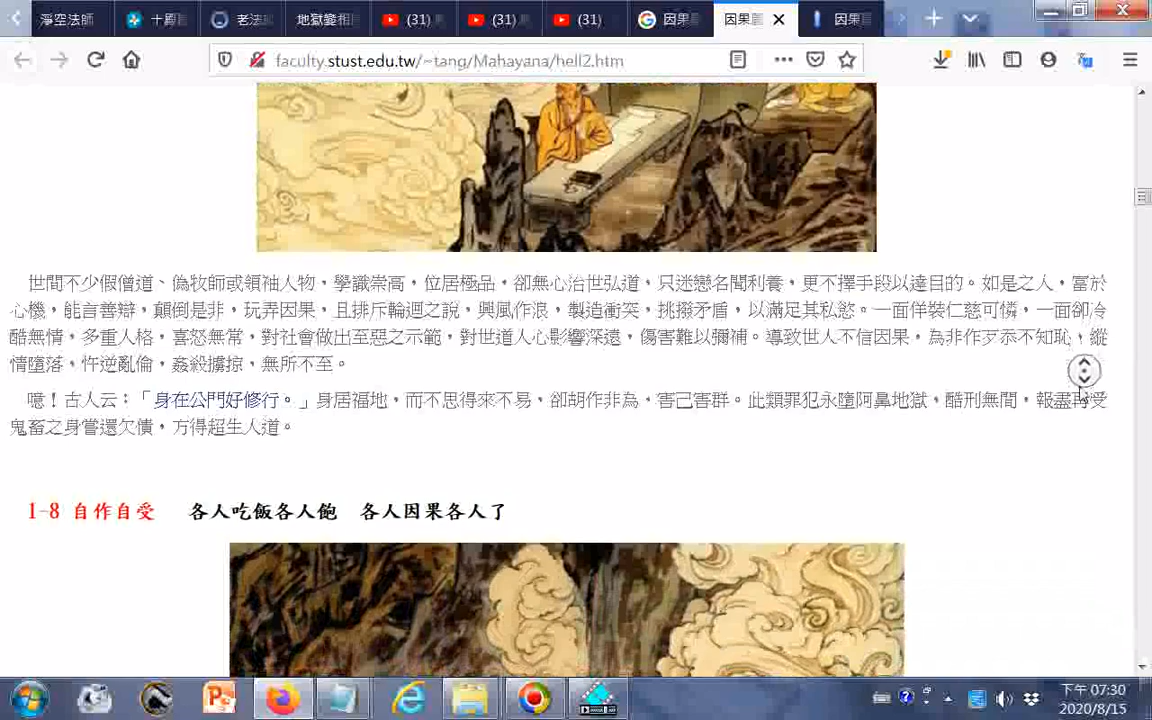 淨空法師
十殿
老法
地獄變相
(31)
(31)
(31)
因果
因果
因果
faculty.stust.edu.tw/~tang/Mahayana/hell2.htm
世間不少假僧道、偽牧師或領袖人物，學識崇高，位居極品，卻無心治世弘道，只迷戀名聞利養，更不擇手段以達目的。如是之人，富於
心機，能言善辯，顛倒是非，玩弄因果，且排斥輪迴之說，興風作浪，製造衝突，挑撥矛盾，以滿足其私慾。一面佯裝仁慈可憐，一面卻冷
酷無情，多重人格，喜怒無常，對社會做出至惡之示範，對世道人心影響深遠，傷害難以彌補。導致世人不信因果，為非作歹恭不知恥，縱
情墮落，忤逆亂倫，姦殺擄掠，無所不至。
噫！古人云：「身在公門好修行。」身居福地，而不思得來不易，卻胡作非為，害己害群。此類罪犯永墮阿鼻地獄，酷刑無間，報盡再受
鬼畜之身嘗還欠債，方得超生人道。
1-8 自作自受 各人吃飯各人飽 各人因果各人了
下午 07:30
2020/8/15